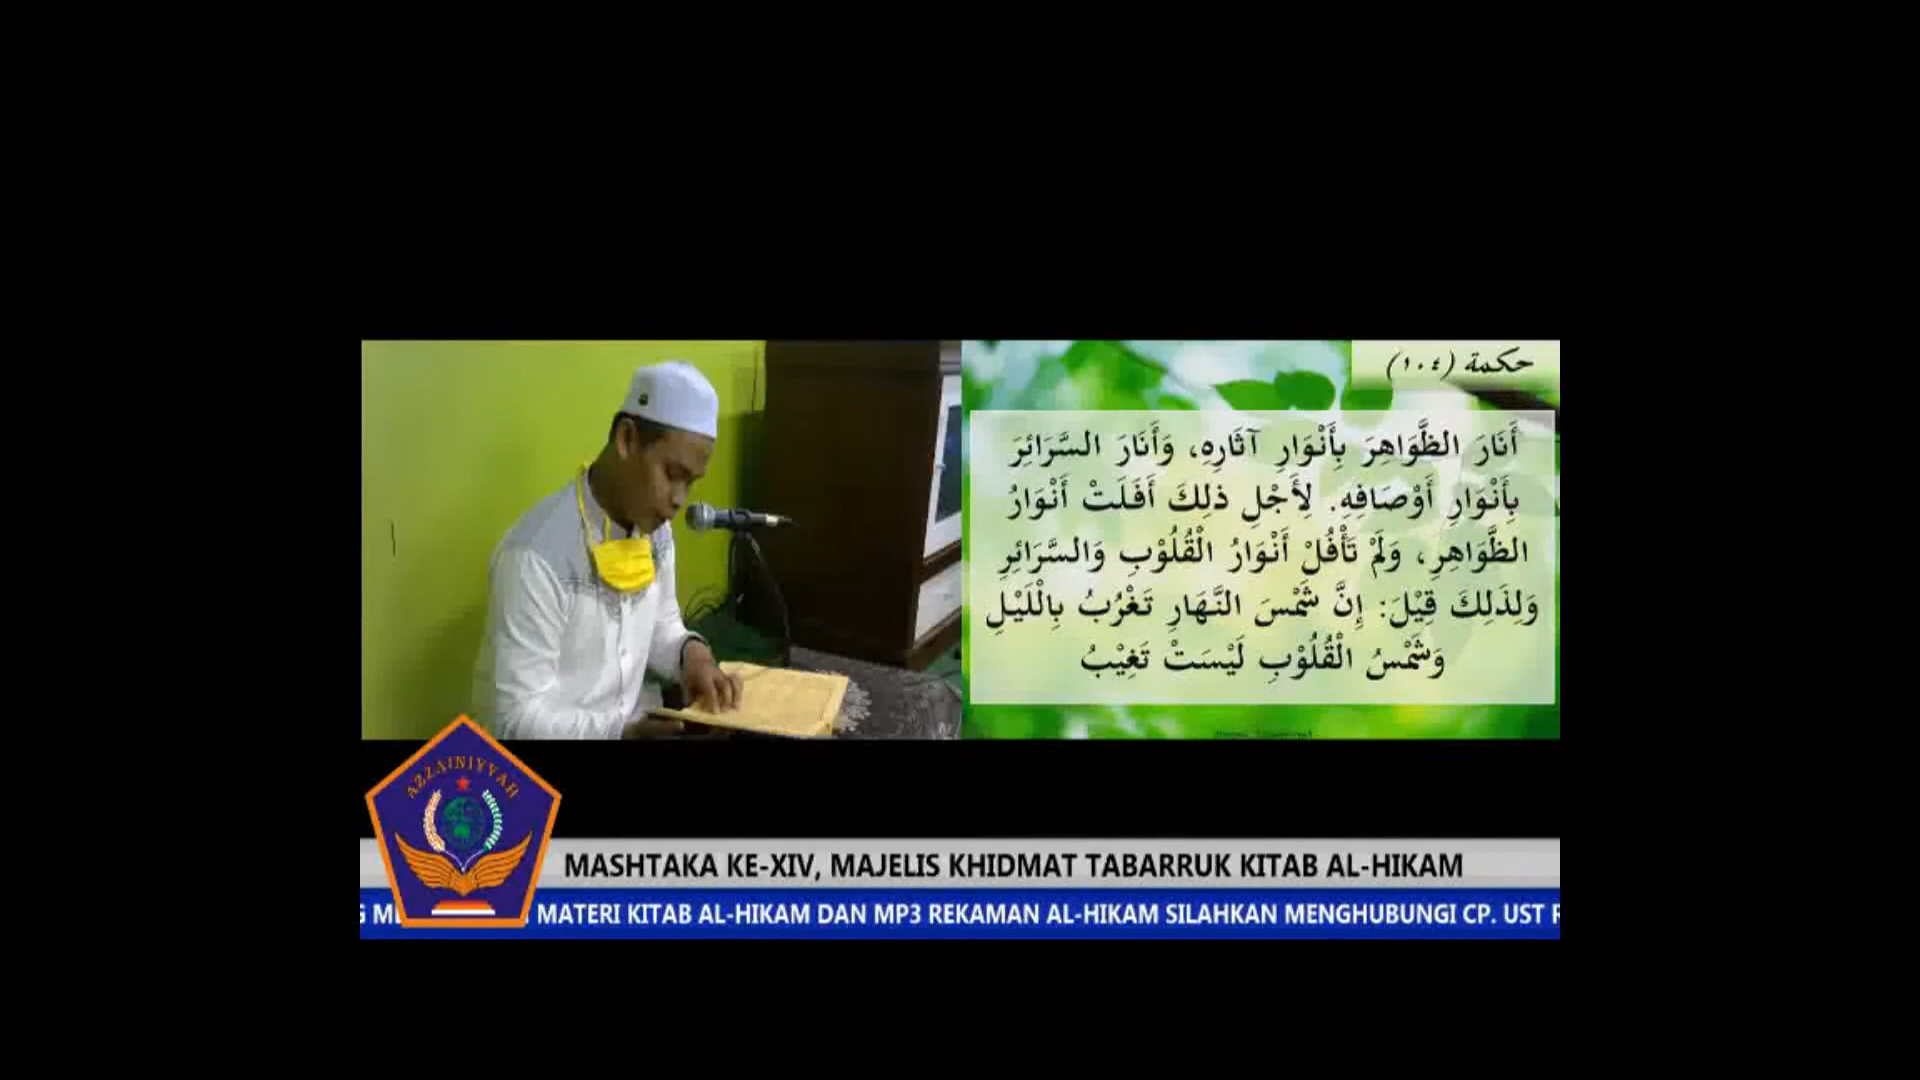 حكمة (١٠٤)
أَنَارَ الظَّوَاهِرَ بِأَنْوَارِ آثَارِهِ، وَأَنَارَ السَّرَائِرَ
بِأَنْوَارِ أَوْصَافِهِ. لِأَجْلِ ذٰلِكَ أَفَلَتْ أَنْوَارُ
الظَّوَاهِرِ، وَلَمْ تَأْفُلْ أَنْوَارُ الْقُلُوْبِ وَالسَّرَائِرِ
وَلِذَلِكَ قِيْلَ: إِنَّ شَمْسَ النَّهَارِ تَغْرُبُ بِالْلَيْلِ
وَشَمْسُ الْقُلُوْبِ لَيْسَتْ تَغِيْبُ
AZZAINIYYAH
MASHTAKA KE-XIV, MAJELIS KHIDMAT TABARRUK KITAB AL-HIKAM
MATERI KITAB AL-HIKAM DAN MP3 REKAMAN AL-HIKAM SILAHKAN MENGHUBUNGI CP. UST